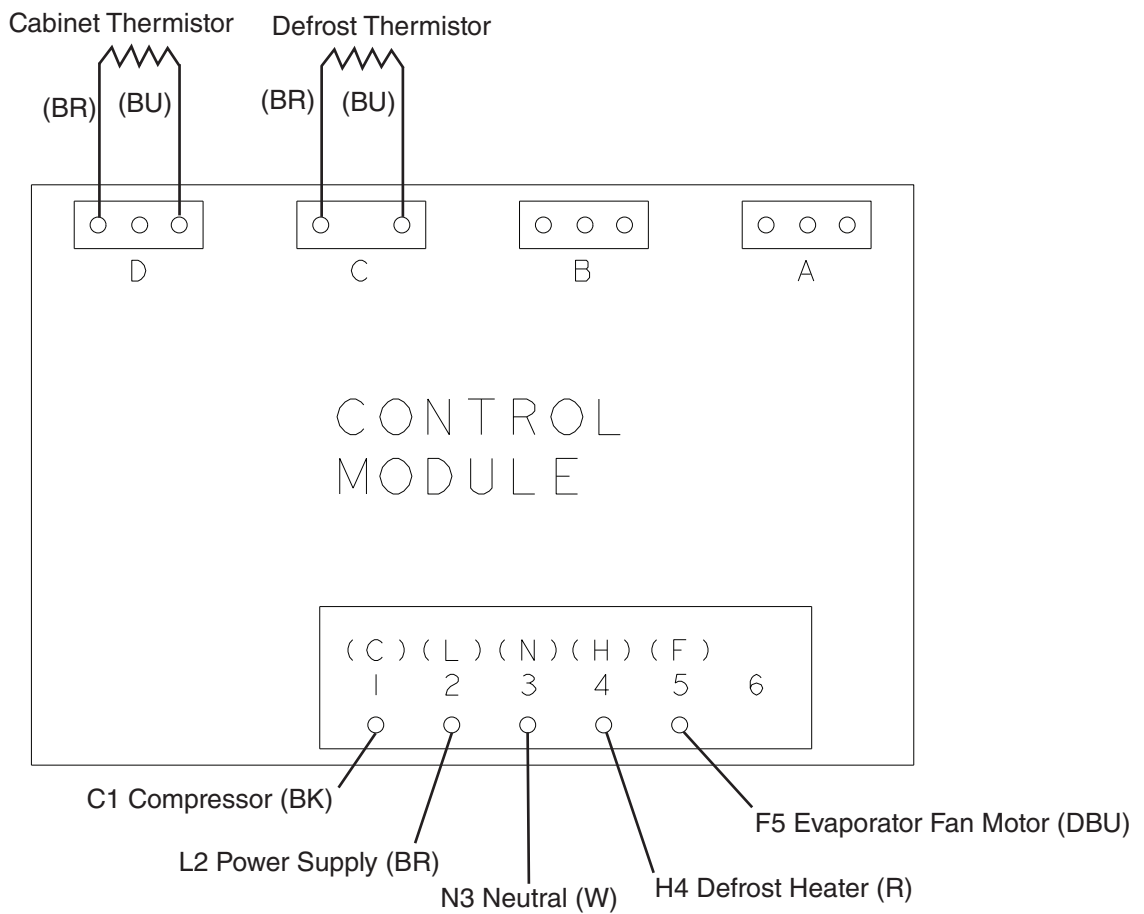 Cabinet Thermistor
Defrost Thermistor
(BR)
(BU)
(BR)
(BU)
D
C
B
A
CONTROL
MODULE
(C) (L) (N) (H) (F)
1 2 3 4 5 6
C1 Compressor (BK)
F5 Evaporator Fan Motor (DBU)
L2 Power Supply (BR)
H4 Defrost Heater (R)
N3 Neutral (W)